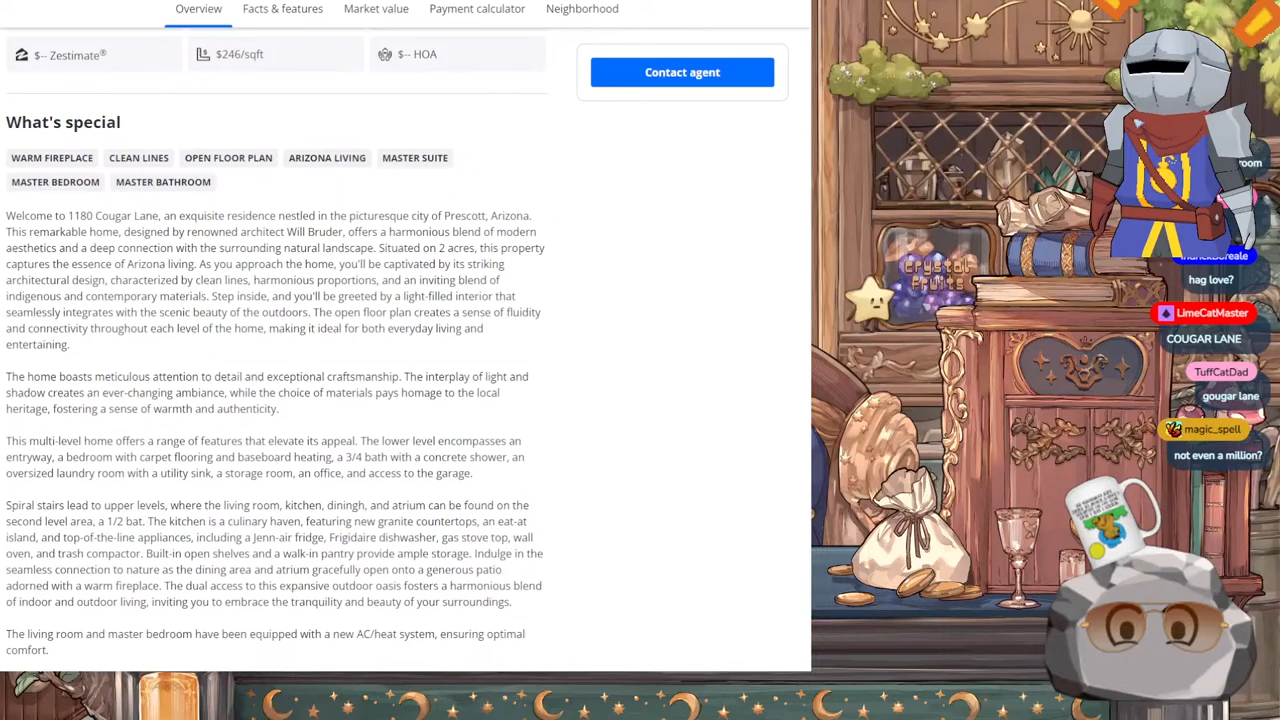 Overview
Facts & features
Market value
Payment calculator
Neighborhood
$-- Zestimate®
$246/sqft
$-- HOA
Contact agent
What's special
WARM FIREPLACE
CLEAN LINES
OPEN FLOOR PLAN
ARIZONA LIVING
MASTER SUITE
MASTER BEDROOM
MASTER BATHROOM
Welcome to 1180 Cougar Lane, an exquisite residence nestled in the picturesque city of Prescott, Arizona.
This remarkable home, designed by renowned architect Will Bruder, offers a harmonious blend of modern
aesthetics and a deep connection with the surrounding natural landscape. Situated on 2 acres, this property
captures the essence of Arizona living. As you approach the home, you'll be captivated by its striking
architectural design, characterized by clean lines, harmonious proportions, and an inviting blend of
indigenous and contemporary materials. Step inside, and you'll be greeted by a light-filled interior that
seamlessly integrates with the scenic beauty of the outdoors. The open floor plan creates a sense of fluidity
and connectivity throughout each level of the home, making it ideal for both everyday living and
entertaining.
The home boasts meticulous attention to detail and exceptional craftsmanship. The interplay of light and
shadow creates an ever-changing ambiance, while the choice of materials pays homage to the local
heritage, fostering a sense of warmth and authenticity.
This multi-level home offers a range of features that elevate its appeal. The lower level encompasses an
entryway, a bedroom with carpet flooring and baseboard heating, a 3/4 bath with a concrete shower, an
oversized laundry room with a utility sink, a storage room, an office, and access to the garage.
Spiral stairs lead to upper levels, where the living room, kitchen, diningh, and atrium can be found on the
second level area, a 1/2 bat. The kitchen is a culinary haven, featuring new granite countertops, an eat-at
island, and top-of-the-line appliances, including a Jenn-air fridge, Frigidaire dishwasher, gas stove top, wall
oven, and trash compactor. Built-in open shelves and a walk-in pantry provide ample storage. Indulge in the
seamless connection to nature as the dining area and atrium gracefully open onto a generous patio
adorned with a warm fireplace. The dual access to this expansive outdoor oasis fosters a harmonious blend
of indoor and outdoor living, inviting you to embrace the tranquility and beauty of your surroundings.
The living room and master bedroom have been equipped with a new AC/heat system, ensuring optimal
comfort.
Crystal
Fruits
hag love?
LimeCatMaster
COUGAR LANE
TuffCatDad
gougar lane
magic_spell
not even a million?